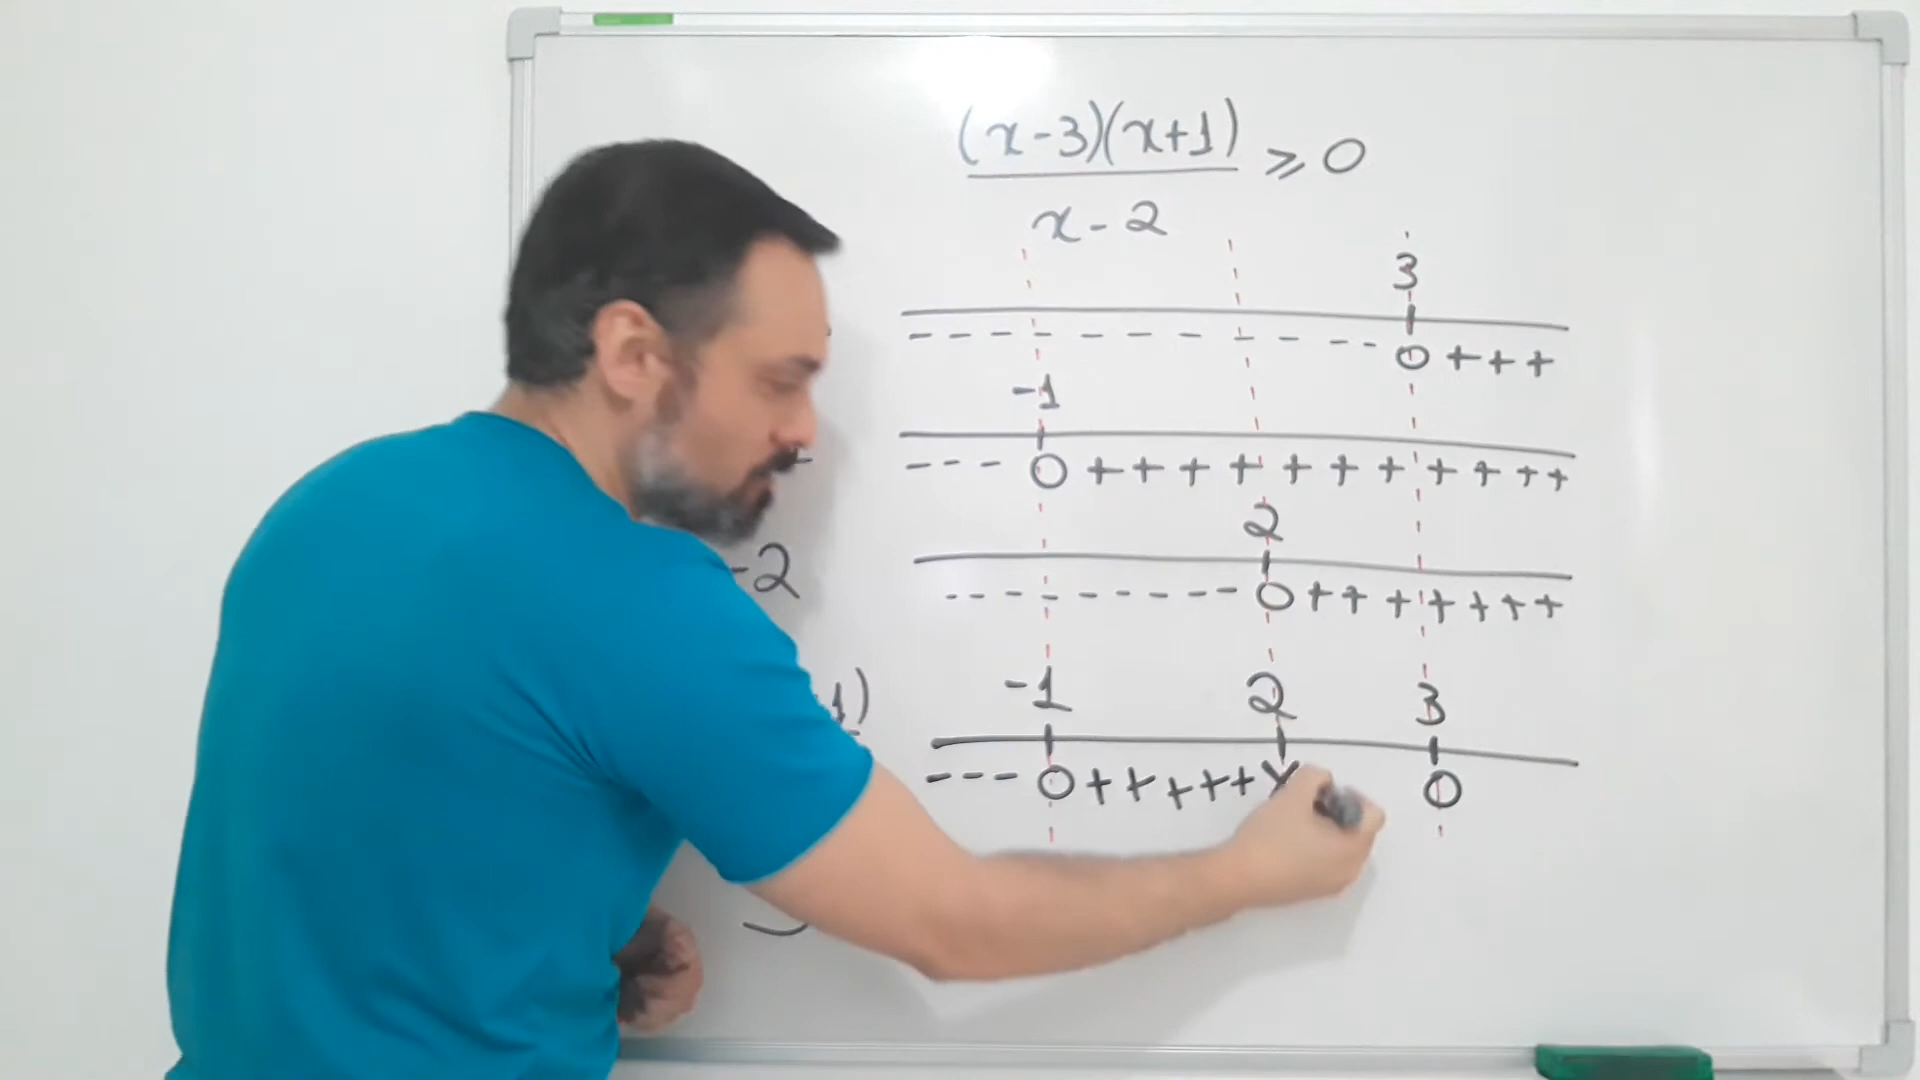 (x-3)(x+1)
⩾ 0
x - 2
3
- - - - - - - - - - - 0 + + +
-1
- - - 0 + + + + + + + + + + +
-2
2
- - - - - - - - - - 0 + + + + + + +
1)
-1 2 3
- - - 0 + + + + + 0